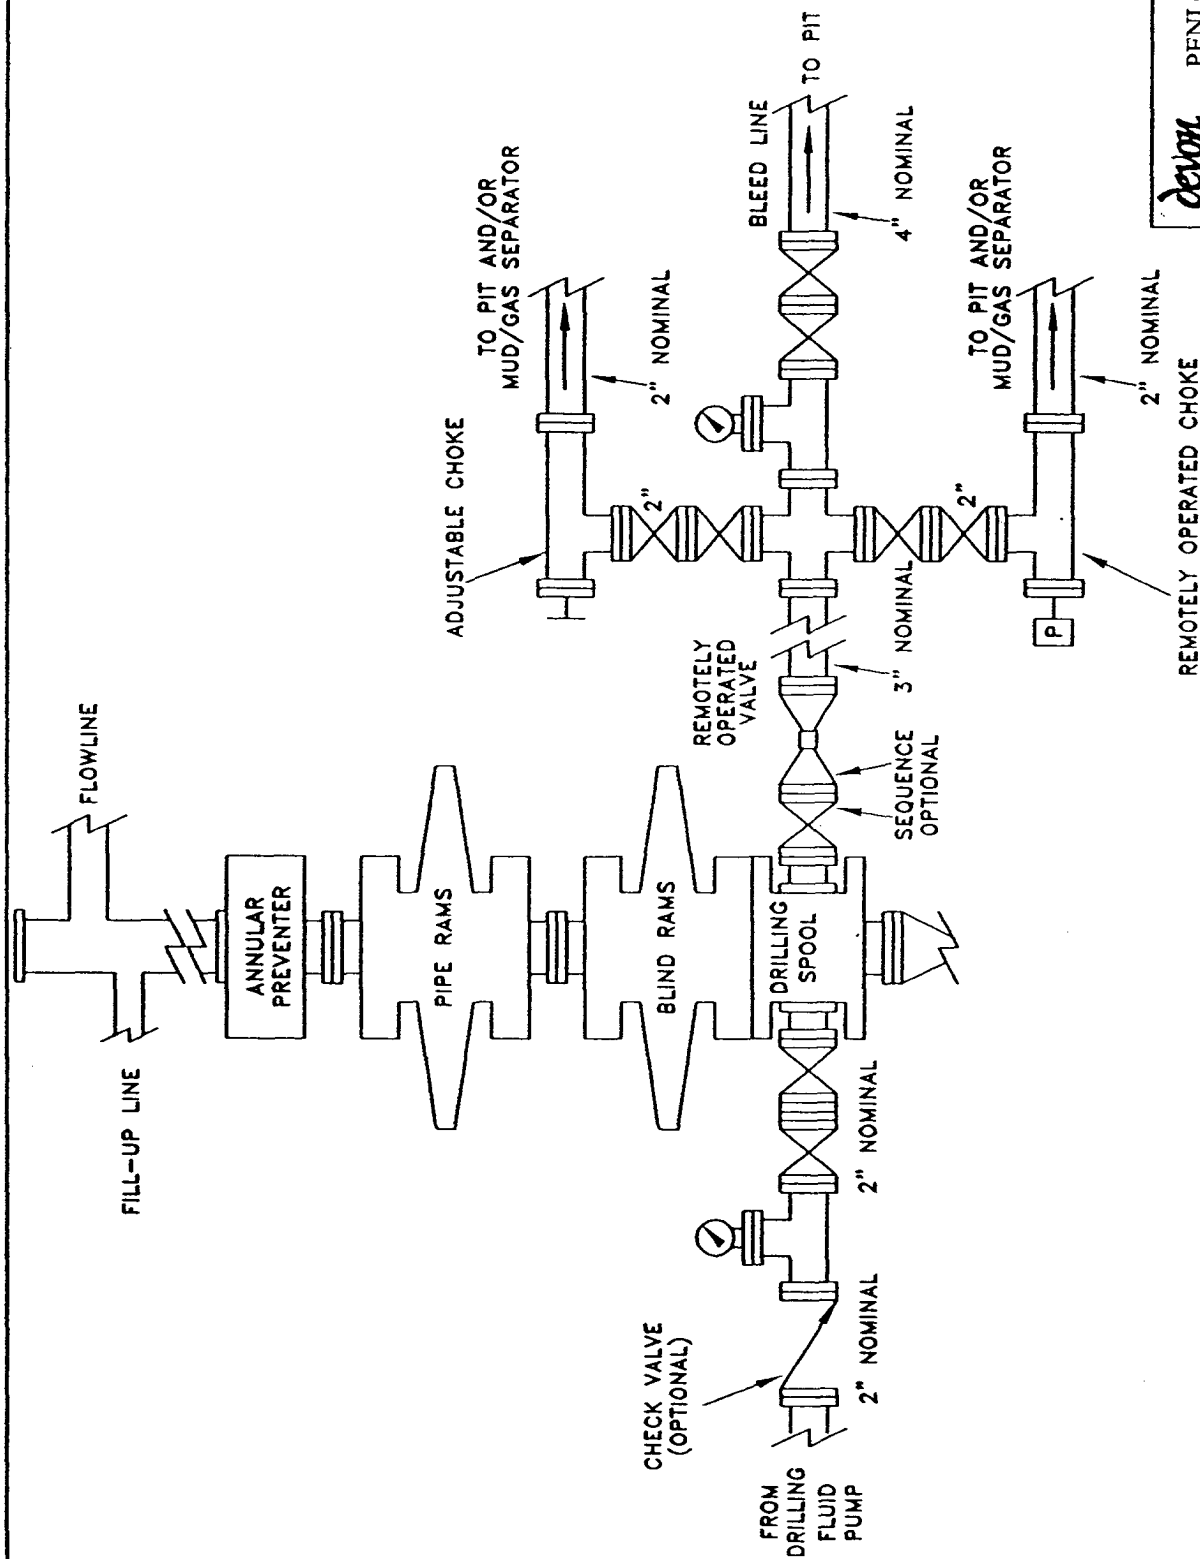 FLOWLINE
FILL-UP LINE
ANNULAR
PREVENTER
PIPE RAMS
BLIND RAMS
DRILLING
SPOOL
ADJUSTABLE CHOKE
TO PIT AND/OR
MUD/GAS SEPARATOR
2" NOMINAL
2"
BLEED LINE
TO PIT
4" NOMINAL
REMOTELY
OPERATED
VALVE
3" NOMINAL
SEQUENCE
OPTIONAL
2"
TO PIT AND/OR
MUD/GAS SEPARATOR
2" NOMINAL
P
REMOTELY OPERATED CHOKE
CHECK VALVE
(OPTIONAL)
2" NOMINAL
2" NOMINAL
FROM
DRILLING
FLUID
PUMP
devon